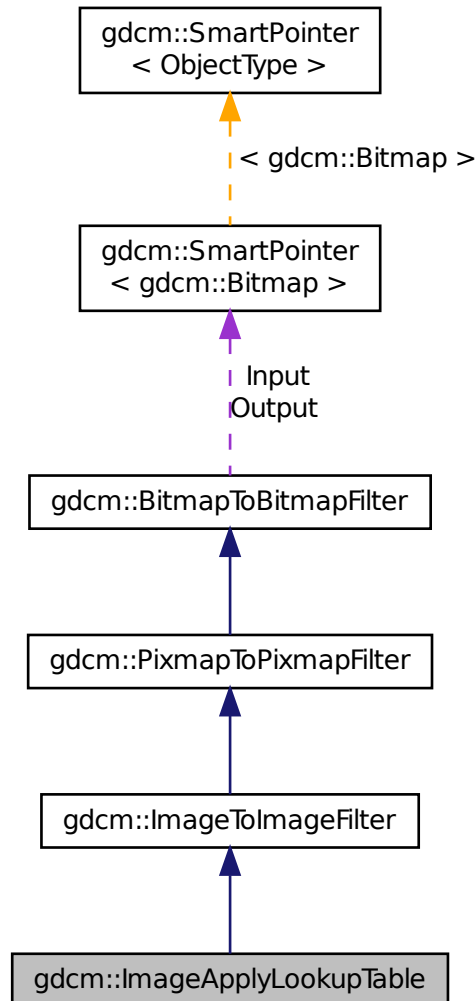 gdcm::SmartPointer
< ObjectType >
< gdcm::Bitmap >
gdcm::SmartPointer
< gdcm::Bitmap >
Input
Output
gdcm::BitmapToBitmapFilter
gdcm::PixmapToPixmapFilter
gdcm::ImageToImageFilter
gdcm::ImageApplyLookupTable